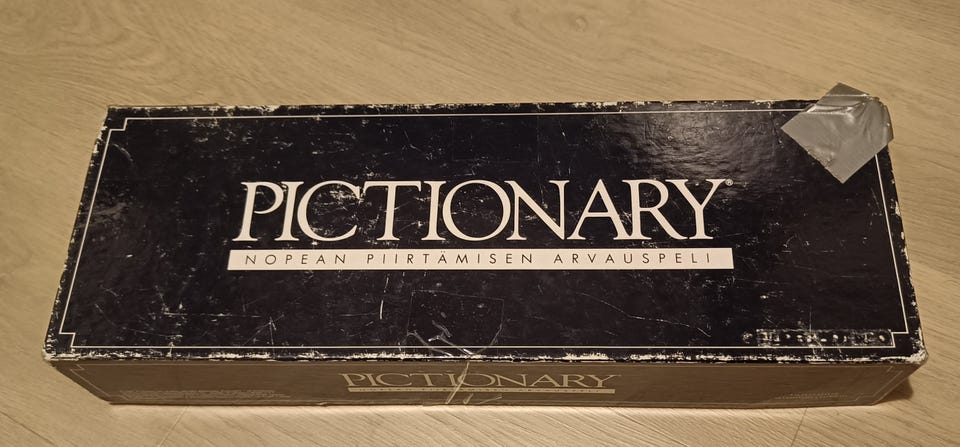 PICTIONARY®
NOPEAN PIIRTÄMISEN ARVAUSPELI
PICTIONARY